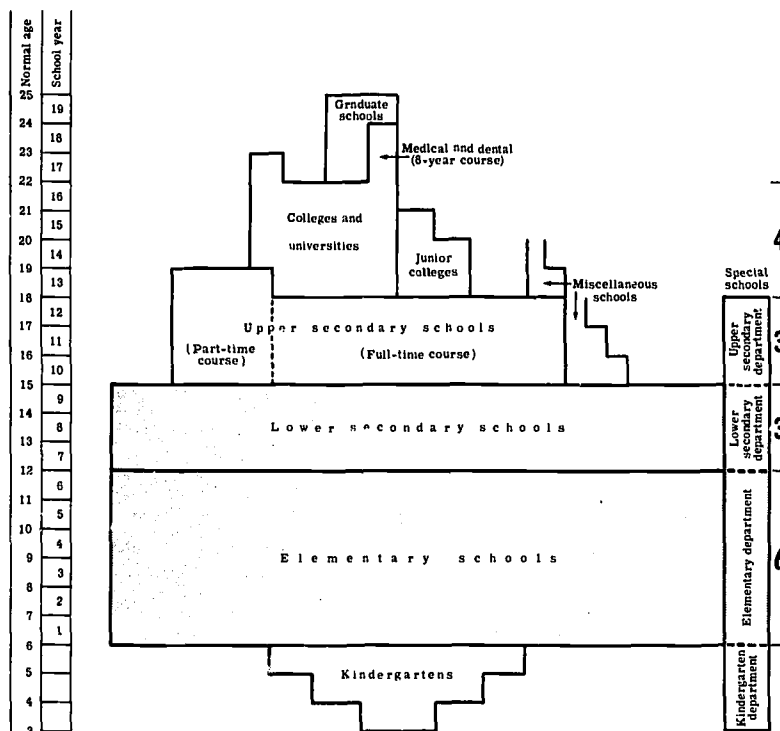 Normal age
School year
25
19
24
18
23
17
22
16
21
15
20
14
19
13
18
12
17
11
16
10
15
9
14
8
13
7
12
6
11
5
10
4
9
3
8
2
7
1
6
5
4
3
Grnduate
schools
Medical and dental
(6-year course)
Colleges and
universities
Junior
colleges
Miscellaneous
schools
Upper secondary schools
(Part-time
course)
(Full-time course)
Lower secondary schools
Elementary schools
Kindergartens
Special
schools
Upper
secondary
department
Lower
secondary
department
Elementary department
Kindergarten
department